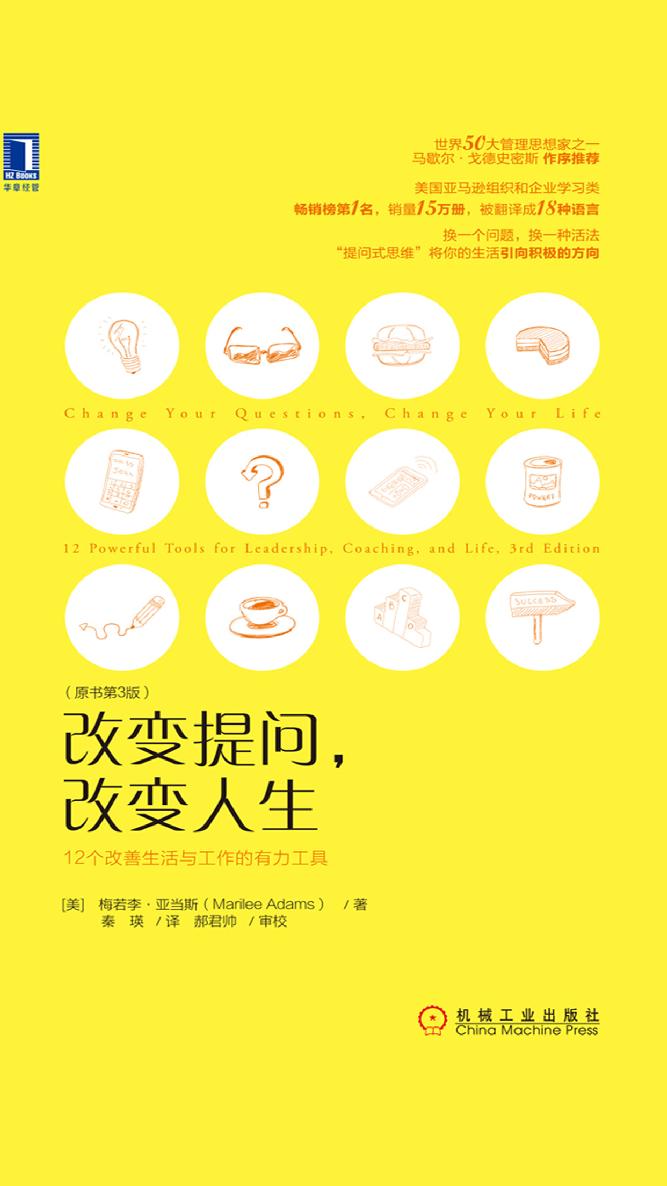 HZ BOOKS
华章经管
世界50大管理思想家之一
马歇尔·戈德史密斯 作序推荐
美国亚马逊组织和企业学习类
畅销榜第1名，销量15万册，被翻译成18种语言
换一个问题，换一种活法
“提问式思维”将你的生活引向积极的方向
Change Your Questions, Change Your Life
12 Powerful Tools for Leadership, Coaching, and Life, 3rd Edition
POWERS
A
B
C
SUCCESS
（原书第3版）
改变提问，
改变人生
12个改善生活与工作的有力工具
[美] 梅若李·亚当斯（Marilee Adams） /著
秦 瑛 /译 郝君帅 /审校
机械工业出版社
China Machine Press